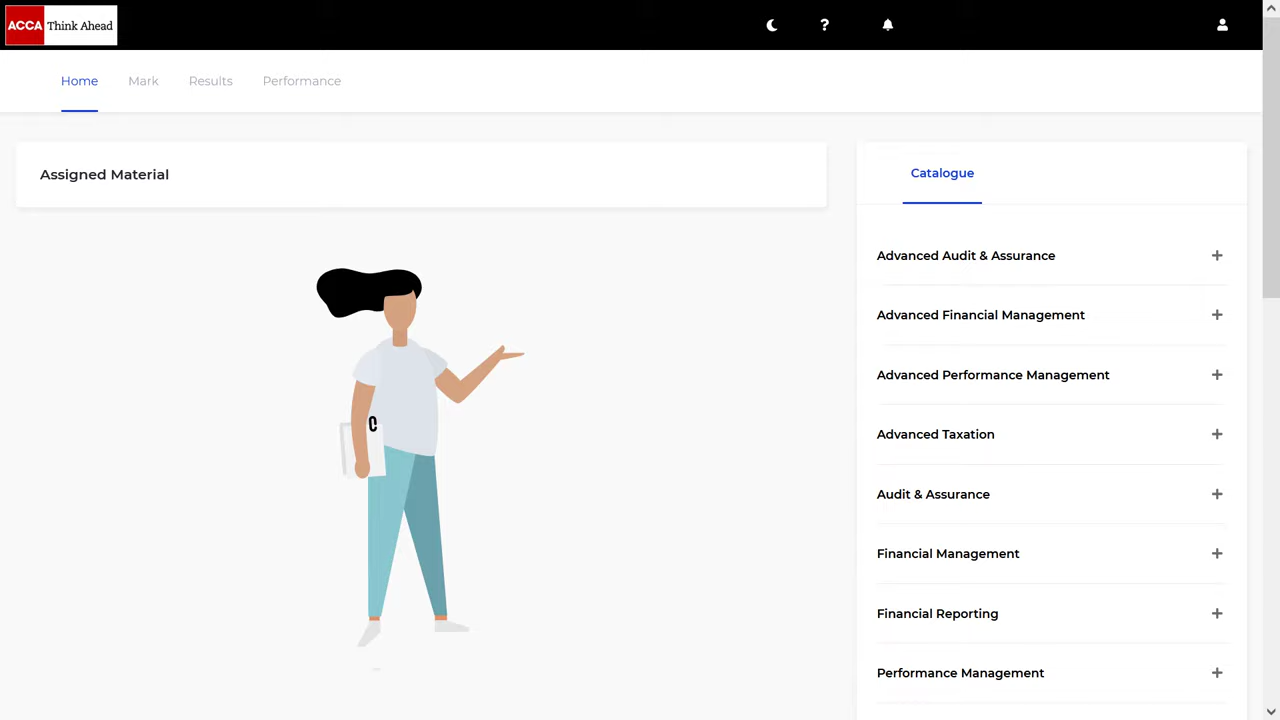 ACCA Think Ahead
?
Home Mark Results Performance
Assigned Material
Catalogue
Advanced Audit & Assurance +
Advanced Financial Management +
Advanced Performance Management +
Advanced Taxation +
Audit & Assurance +
Financial Management +
Financial Reporting +
Performance Management +